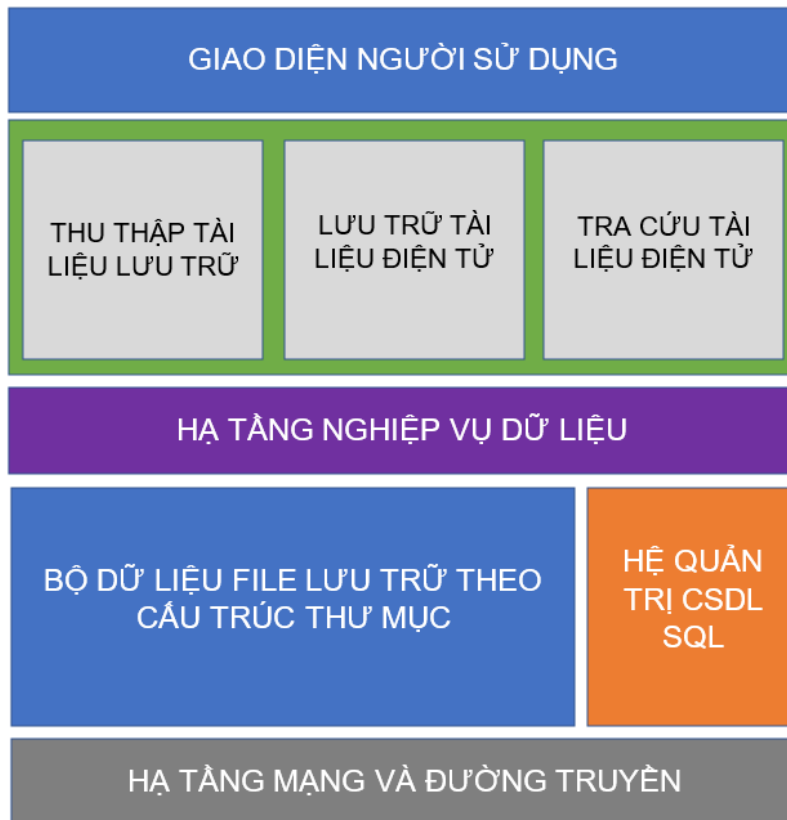 GIAO DIỆN NGƯỜI SỬ DỤNG
THU THẬP TÀI
LIỆU LƯU TRỮ
LƯU TRỮ TÀI
LIỆU ĐIỆN TỬ
TRA CỨU TÀI
LIỆU ĐIỆN TỬ
HẠ TẦNG NGHIỆP VỤ DỮ LIỆU
BỘ DỮ LIỆU FILE LƯU TRỮ THEO
CẤU TRÚC THƯ MỤC
HỆ QUẢN
TRỊ CSDL
SQL
HẠ TẦNG MẠNG VÀ ĐƯỜNG TRUYỀN